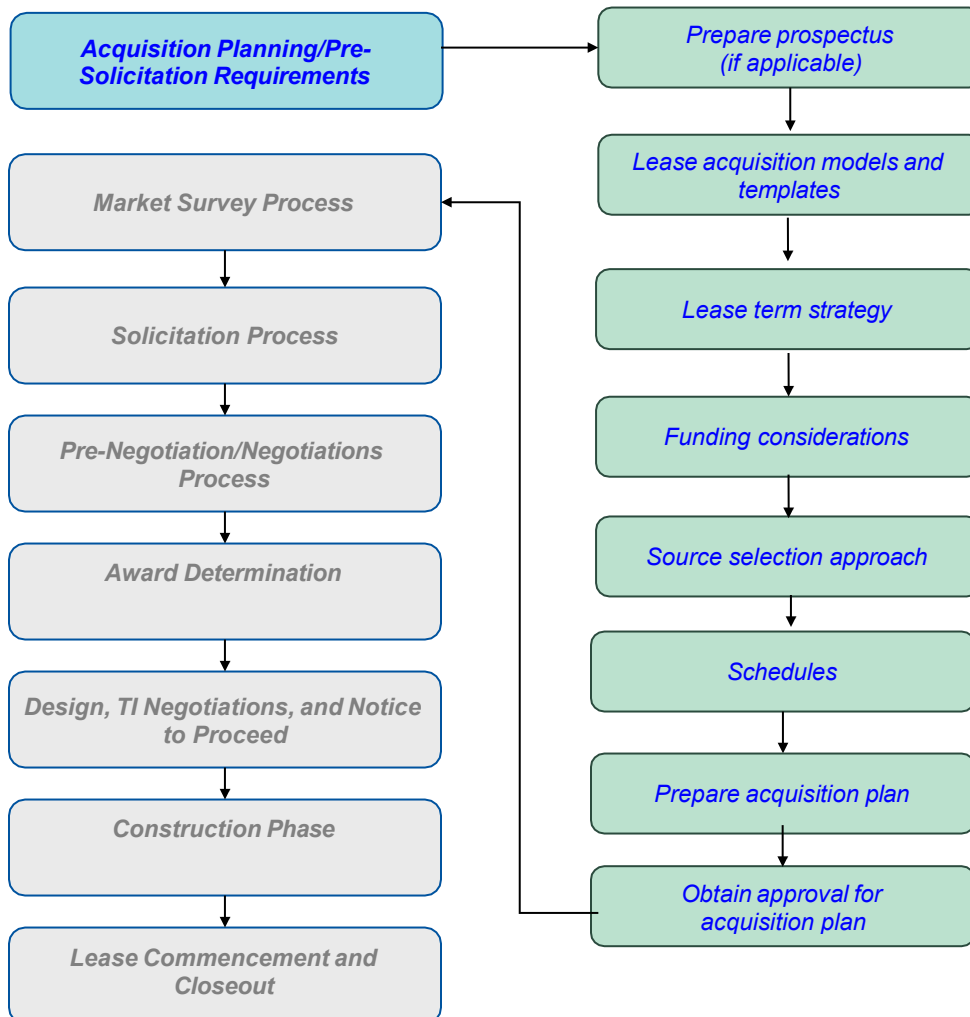 Acquisition Planning/Pre-
Solicitation Requirements
Prepare prospectus
(if applicable)
Lease acquisition models and
templates
Lease term strategy
Funding considerations
Source selection approach
Schedules
Prepare acquisition plan
Obtain approval for
acquisition plan
Market Survey Process
Solicitation Process
Pre-Negotiation/Negotiations
Process
Award Determination
Design, TI Negotiations, and Notice
to Proceed
Construction Phase
Lease Commencement and
Closeout